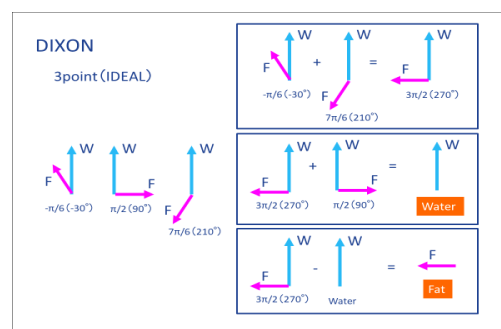 DIXON
3point(IDEAL)
W W W
F F F
-π/6(-30°) π/2(90°)
7π/6(210°)
W W W
F + = F
F
-π/6(-30°) 3π/2(270°)
7π/6(210°)
W W W
+ =
F F
3π/2(270°) π/2(90°) Water
W W
F - = F
3π/2(270°) Water Fat